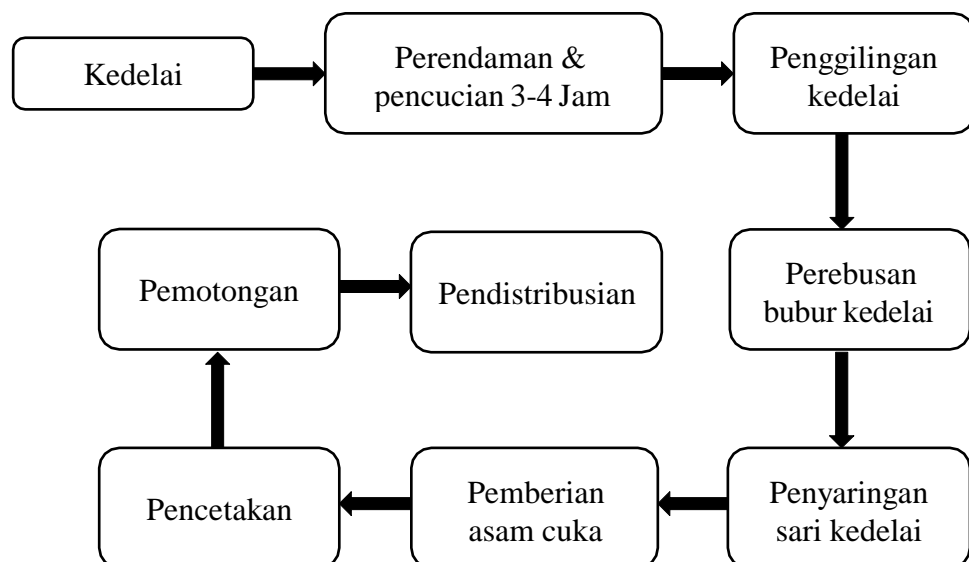 Kedelai
Perendaman &
pencucian 3-4 Jam
Penggilingan
kedelai
Perebusan
bubur kedelai
Penyaringan
sari kedelai
Pemberian
asam cuka
Pencetakan
Pemotongan
Pendistribusian